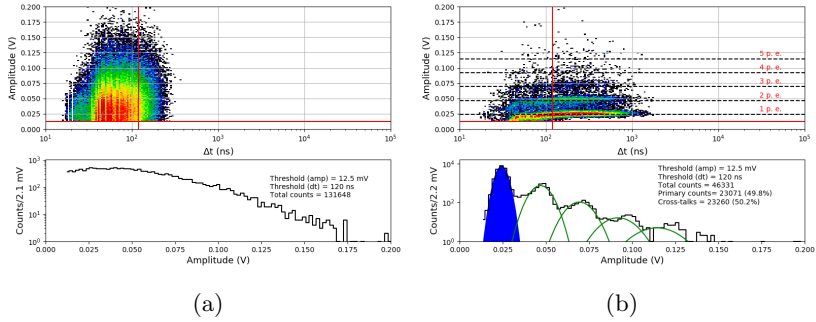 0.200
0.175
0.150
0.125
0.100
0.075
0.050
0.025
0.000
Amplitude (V)
10¹ 10² 10³ 10⁴ 10⁵
Δt (ns)
10³
10²
10¹
10⁰
Counts/2.1 mV
Threshold (amp) = 12.5 mV
Threshold (dt) = 120 ns
Total counts = 131648
0.000 0.025 0.050 0.075 0.100 0.125 0.150 0.175 0.200
Amplitude (V)
(a)
0.200
0.175
0.150
0.125
0.100
0.075
0.050
0.025
0.000
Amplitude (V)
5 p. e.
4 p. e.
3 p. e.
2 p. e.
1 p. e.
10¹ 10² 10³ 10⁴ 10⁵
Δt (ns)
10⁴
10²
10⁰
Counts/2.2 mV
Threshold (amp) = 12.5 mV
Threshold (dt) = 120 ns
Total counts = 46331
Primary counts= 23071 (49.8%)
Cross-talks = 23260 (50.2%)
0.000 0.025 0.050 0.075 0.100 0.125 0.150 0.175 0.200
Amplitude (V)
(b)